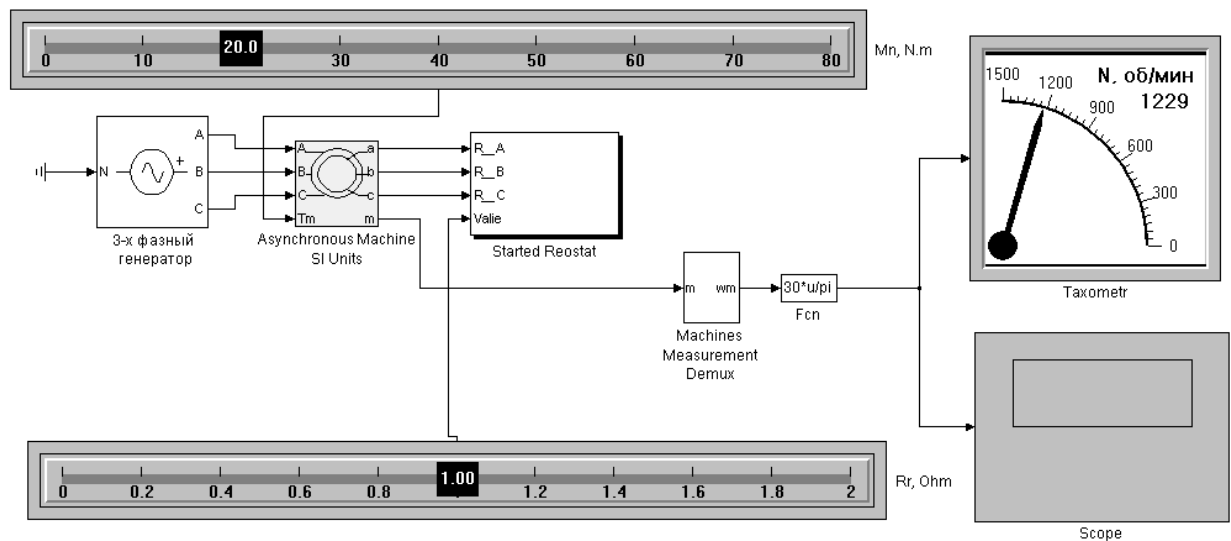 20.0
0 10 30 40 50 60 70 80
Mn, N.m
N, об/мин
1229
1500
1200
900
600
300
0
Taxometr
N
+
A
B
C
3-х фазный
генератор
A a
B b
C c
Tm m
Asynchronous Machine
SI Units
R__A
R__B
R__C
Valie
Started Reostat
m wm
Machines
Measurement
Demux
30*u/pi
Fcn
1.00
0 0.2 0.4 0.6 0.8 1.2 1.4 1.6 1.8 2
Rr, Ohm
Scope